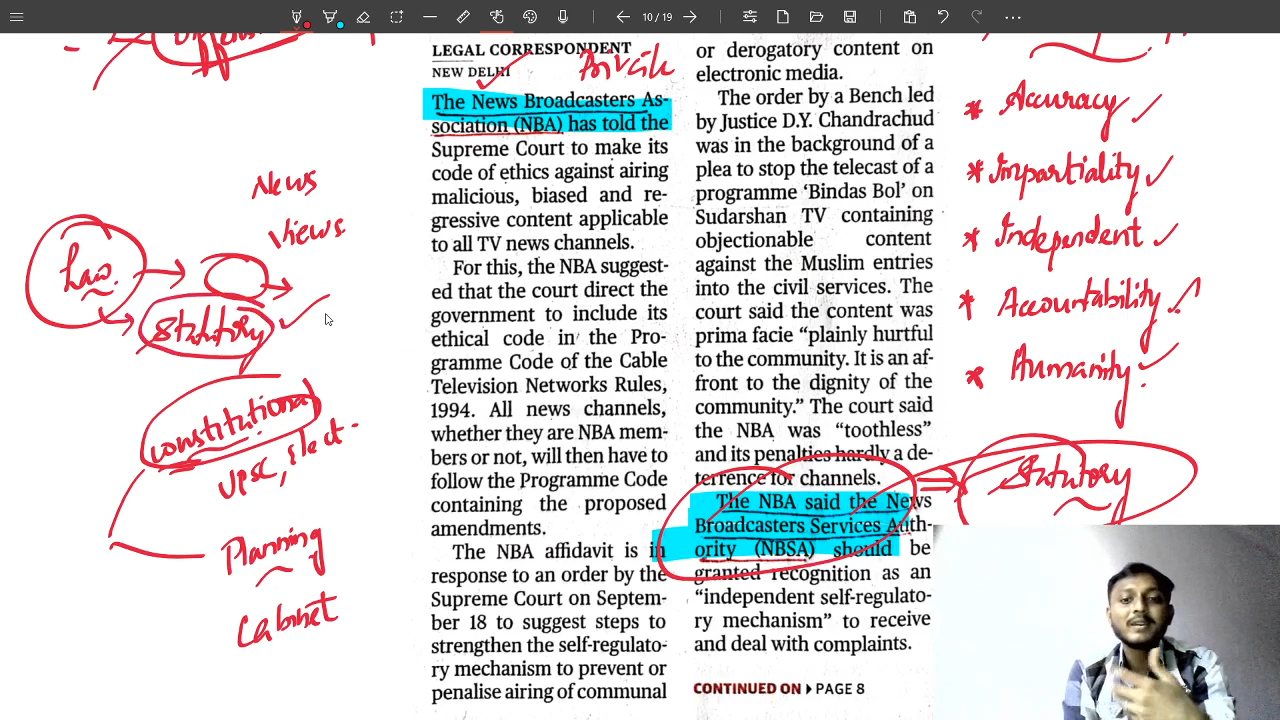 10 / 19
News
Views
Law
Statutory
constitutional
UPSC, Elect-
Planning
Cabinet
LEGAL CORRESPONDENT
NEW DELHI
The News Broadcasters As-
sociation (NBA) has told the
Supreme Court to make its
code of ethics against airing
malicious, biased and re-
gressive content applicable
to all TV news channels.
For this, the NBA suggest-
ed that the court direct the
government to include its
ethical code in the Pro-
gramme Code of the Cable
Television Networks Rules,
1994. All news channels,
whether they are NBA mem-
bers or not, will then have to
follow the Programme Code
containing the proposed
amendments.
The NBA affidavit is in
response to an order by the
Supreme Court on Septem-
ber 18 to suggest steps to
strengthen the self-regulato-
ry mechanism to prevent or
penalise airing of communal
or derogatory content on
electronic media.
The order by a Bench led
by Justice D.Y. Chandrachud
was in the background of a
plea to stop the telecast of a
programme ‘Bindas Bol’ on
Sudarshan TV containing
objectionable content
against the Muslim entries
into the civil services. The
court said the content was
prima facie “plainly hurtful
to the community. It is an af-
front to the dignity of the
community.” The court said
the NBA was “toothless”
and its penalties hardly a de-
terrence for channels.
The NBA said the News
Broadcasters Services Auth-
ority (NBSA) should be
granted recognition as an
“independent self-regulato-
ry mechanism” to receive
and deal with complaints.
CONTINUED ON PAGE 8
* Accuracy
* Impartiality
* Independent
* Accountability
* Humanity
Statutory